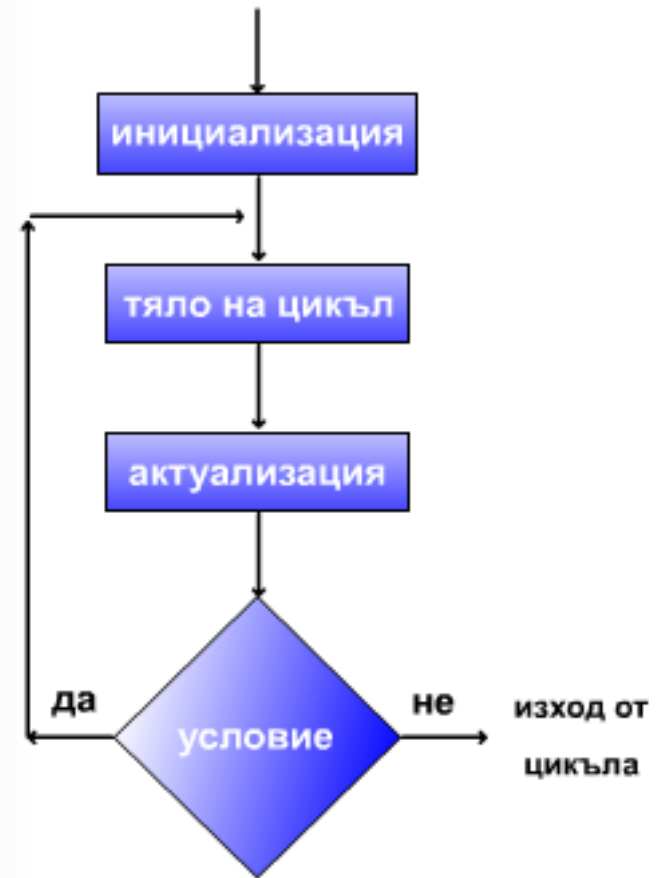 инициализация
тяло на цикъл
актуализация
да
условие
не
изход от
цикъла